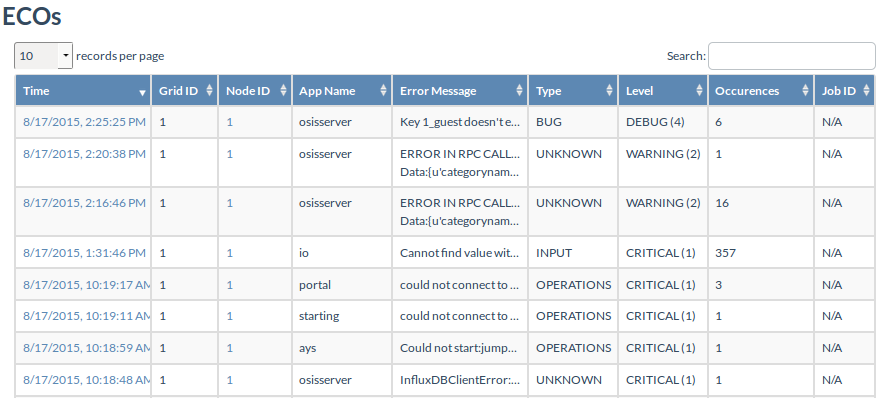 ECOs
10 records per page Search:
Time Grid ID Node ID App Name Error Message Type Level Occurences Job ID
8/17/2015, 2:25:25 PM 1 1 osisserver Key 1_guest doesn't e... BUG DEBUG (4) 6 N/A
8/17/2015, 2:20:38 PM 1 1 osisserver ERROR IN RPC CALL... UNKNOWN WARNING (2) 1 N/A
Data:{u'categorynam...
8/17/2015, 2:16:46 PM 1 1 osisserver ERROR IN RPC CALL... UNKNOWN WARNING (2) 16 N/A
Data:{u'categorynam...
8/17/2015, 1:31:46 PM 1 1 io Cannot find value wit... INPUT CRITICAL (1) 357 N/A
8/17/2015, 10:19:17 AM 1 1 portal could not connect to ... OPERATIONS CRITICAL (1) 3 N/A
8/17/2015, 10:19:11 AM 1 1 starting could not connect to ... OPERATIONS CRITICAL (1) 1 N/A
8/17/2015, 10:18:59 AM 1 1 ays Could not start:jump... OPERATIONS CRITICAL (1) 1 N/A
8/17/2015, 10:18:48 AM 1 1 osisserver InfluxDBClientError:... UNKNOWN CRITICAL (1) 1 N/A